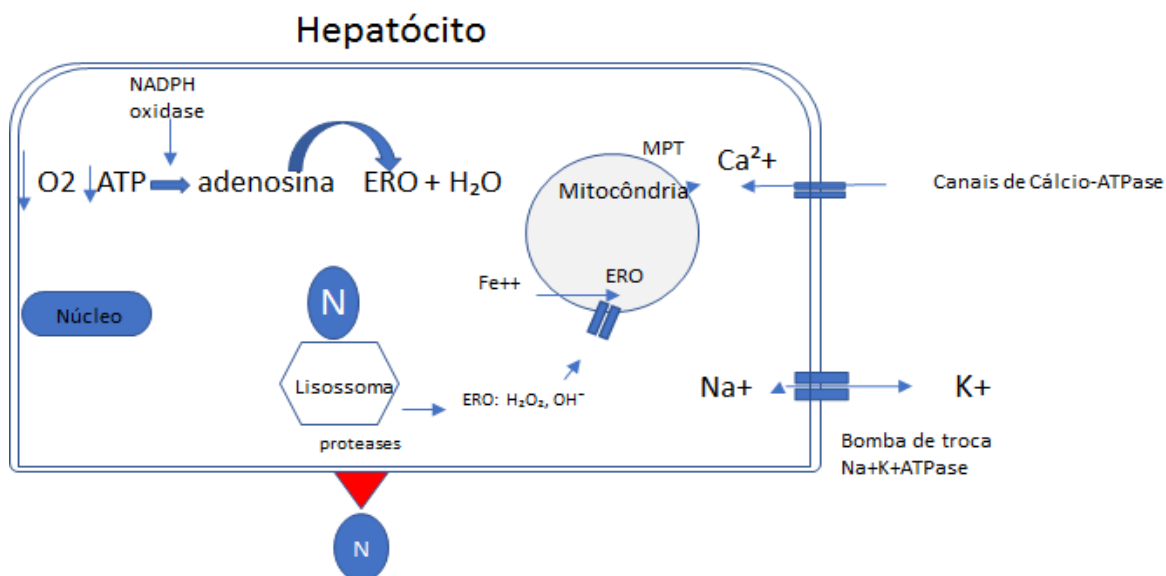 Hepatócito
NADPH
oxidase
O2 ATP adenosina ERO + H₂O
MPT
Ca²+
Mitocôndria
Canais de Cálcio-ATPase
Fe++
ERO
Núcleo
N
Lisossoma
ERO: H₂O₂, OH⁻
proteases
Na+
K+
Bomba de troca
Na+K+ATPase
N